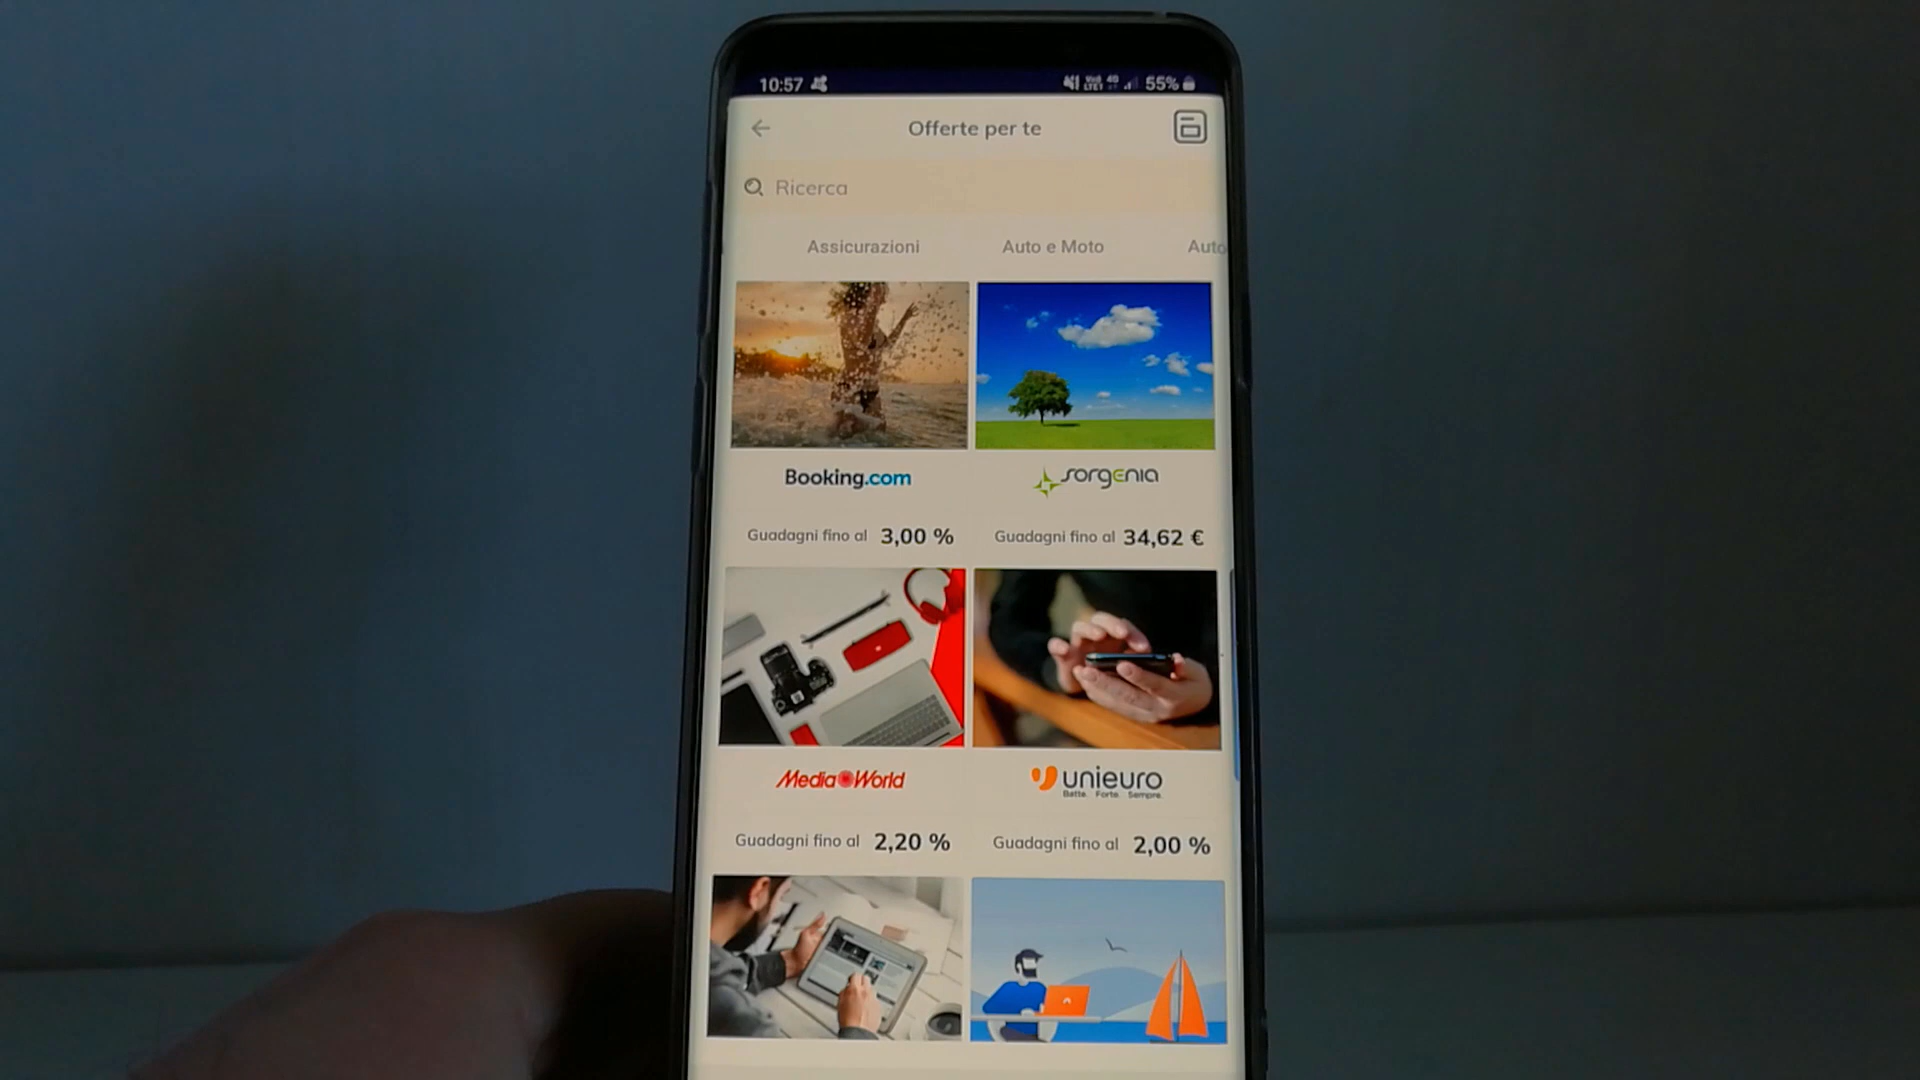 10:57
VoLTE1 4G 55%
Offerte per te
Ricerca
Assicurazioni Auto e Moto Auto
Booking.com sorgenia
Guadagni fino al 3,00 % Guadagni fino al 34,62 €
MediaWorld unieuro
Batte. Forte. Sempre.
Guadagni fino al 2,20 % Guadagni fino al 2,00 %